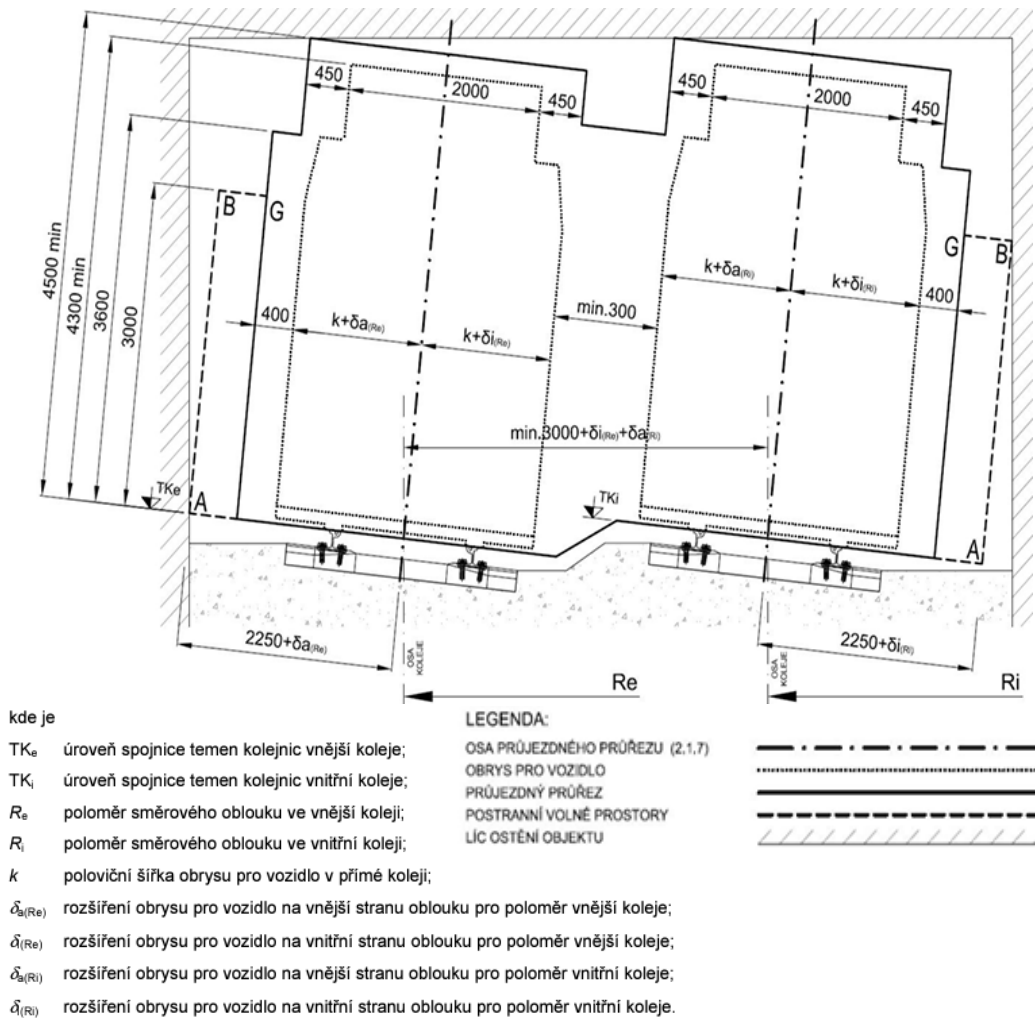 450
2000
450
450
2000
450
4500 min
4300 min
3600
3000
B
G
G
B
400
k+δa(Re)
k+δi(Re)
min.300
k+δa(Ri)
k+δi(Ri)
400
min.3000+δi(Re)+δa(Ri)
TKe
A
TKi
A
2250+δa(Re)
OSA
KOLEJE
Re
2250+δi(Ri)
OSA
KOLEJE
Ri
kde je
TKe úroveň spojnice temen kolejnic vnější koleje;
TKi úroveň spojnice temen kolejnic vnitřní koleje;
Re poloměr směrového oblouku ve vnější koleji;
Ri poloměr směrového oblouku ve vnitřní koleji;
k poloviční šířka obrysu pro vozidlo v přímé koleji;
δa(Re) rozšíření obrysu pro vozidlo na vnější stranu oblouku pro poloměr vnější koleje;
δi(Re) rozšíření obrysu pro vozidlo na vnitřní stranu oblouku pro poloměr vnější koleje;
δa(Ri) rozšíření obrysu pro vozidlo na vnější stranu oblouku pro poloměr vnitřní koleje;
δi(Ri) rozšíření obrysu pro vozidlo na vnitřní stranu oblouku pro poloměr vnitřní koleje.
LEGENDA:
OSA PRŮJEZDNÉHO PRŮŘEZU (2,1,7)
OBRYS PRO VOZIDLO
PRŮJEZDNÝ PRŮŘEZ
POSTRANNÍ VOLNÉ PROSTORY
LÍC OSTĚNÍ OBJEKTU